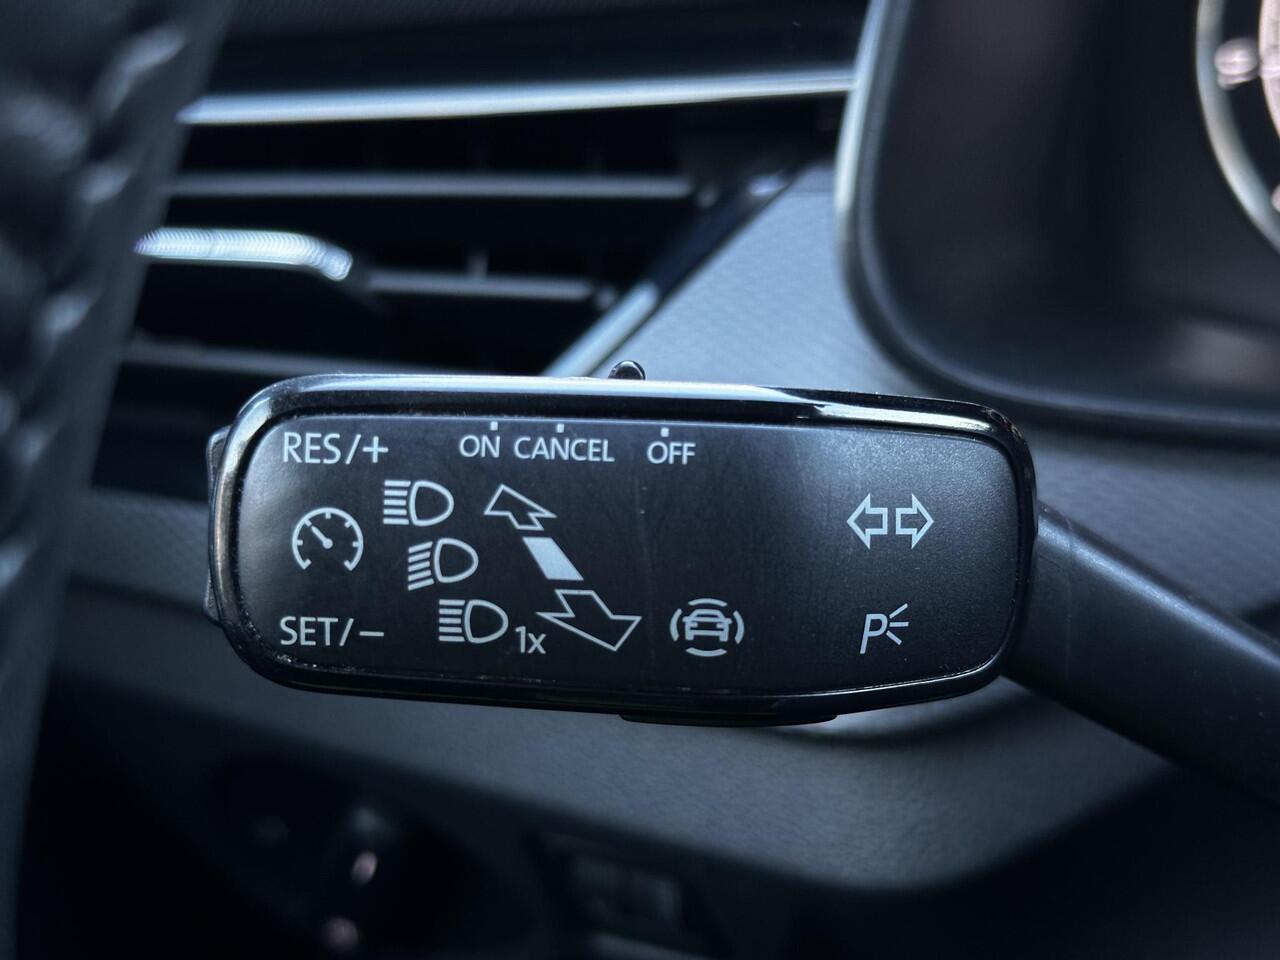 RES/+ ON CANCEL OFF
1x
SET/− P